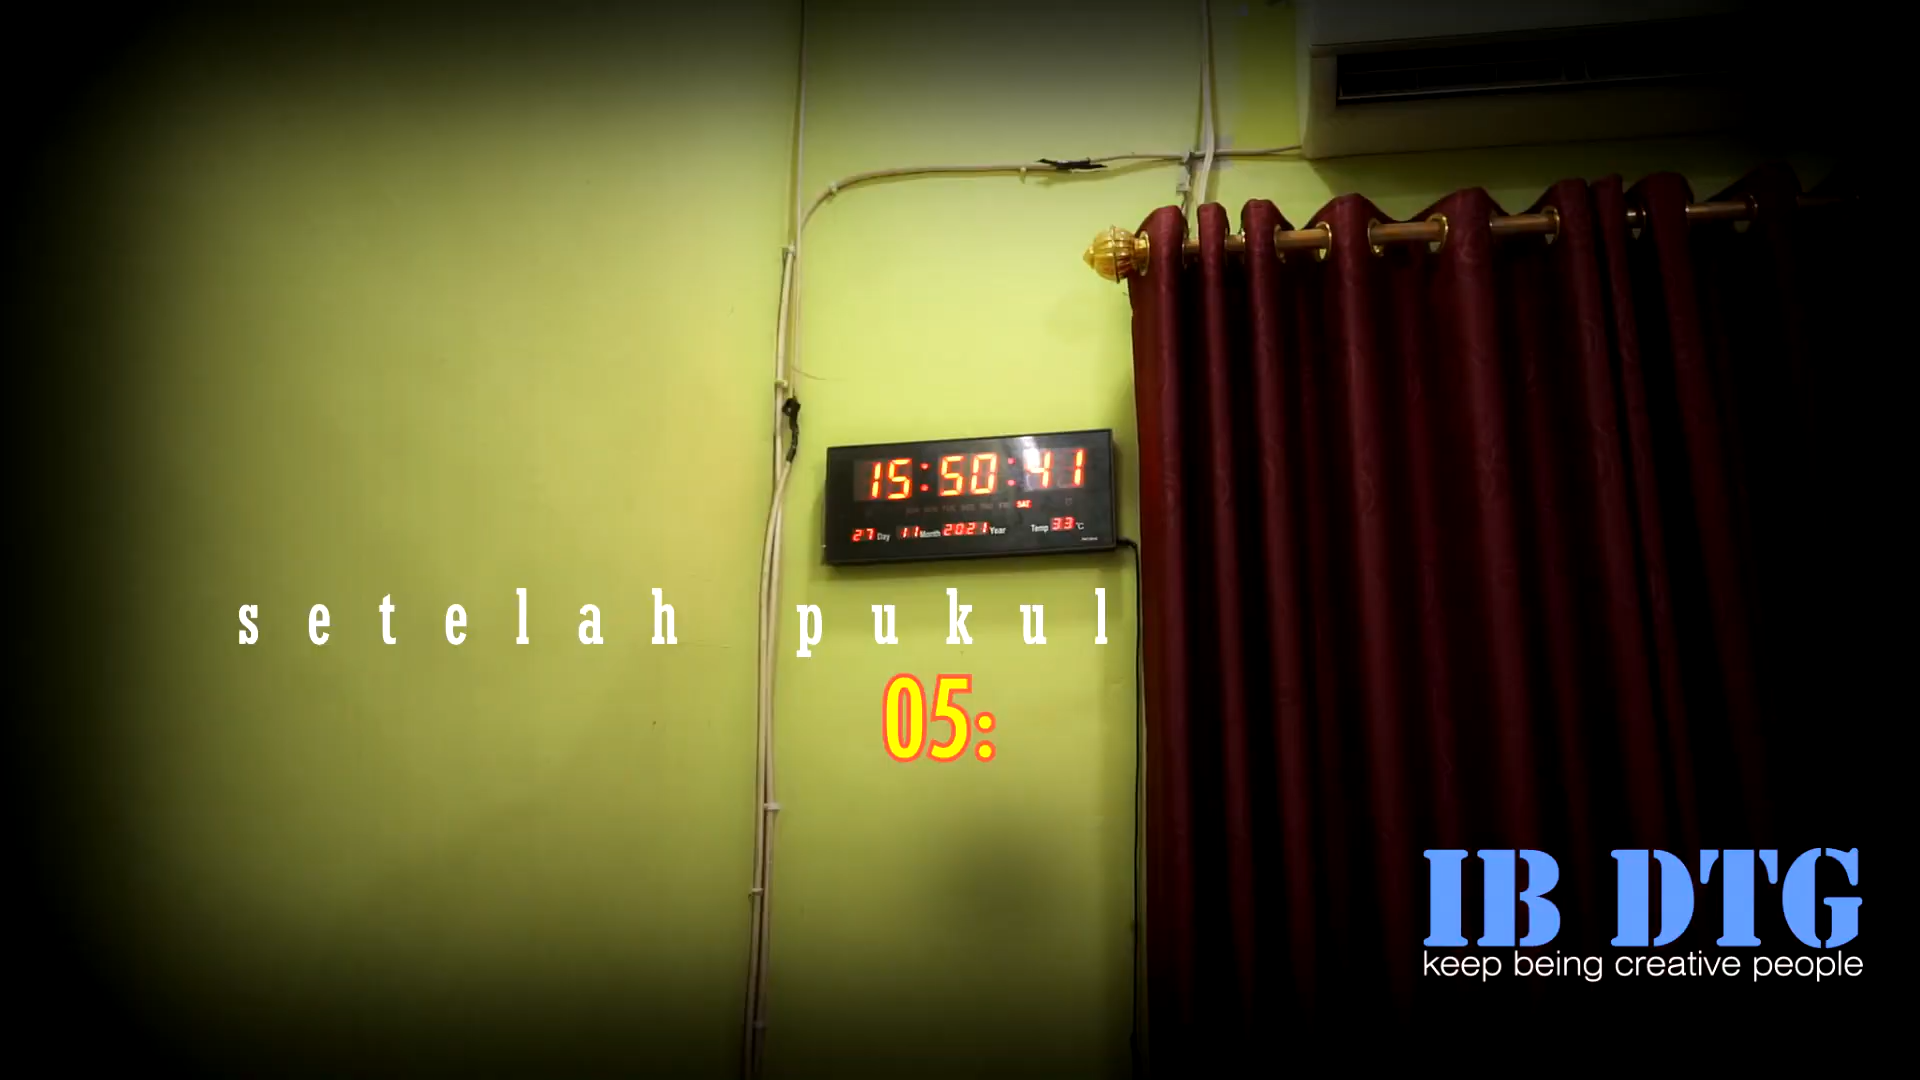 15:50:41
SAT
27 Day 11 Month 2021 Year Temp 33 °C
setelah pukul
05:
IB DTG
keep being creative people